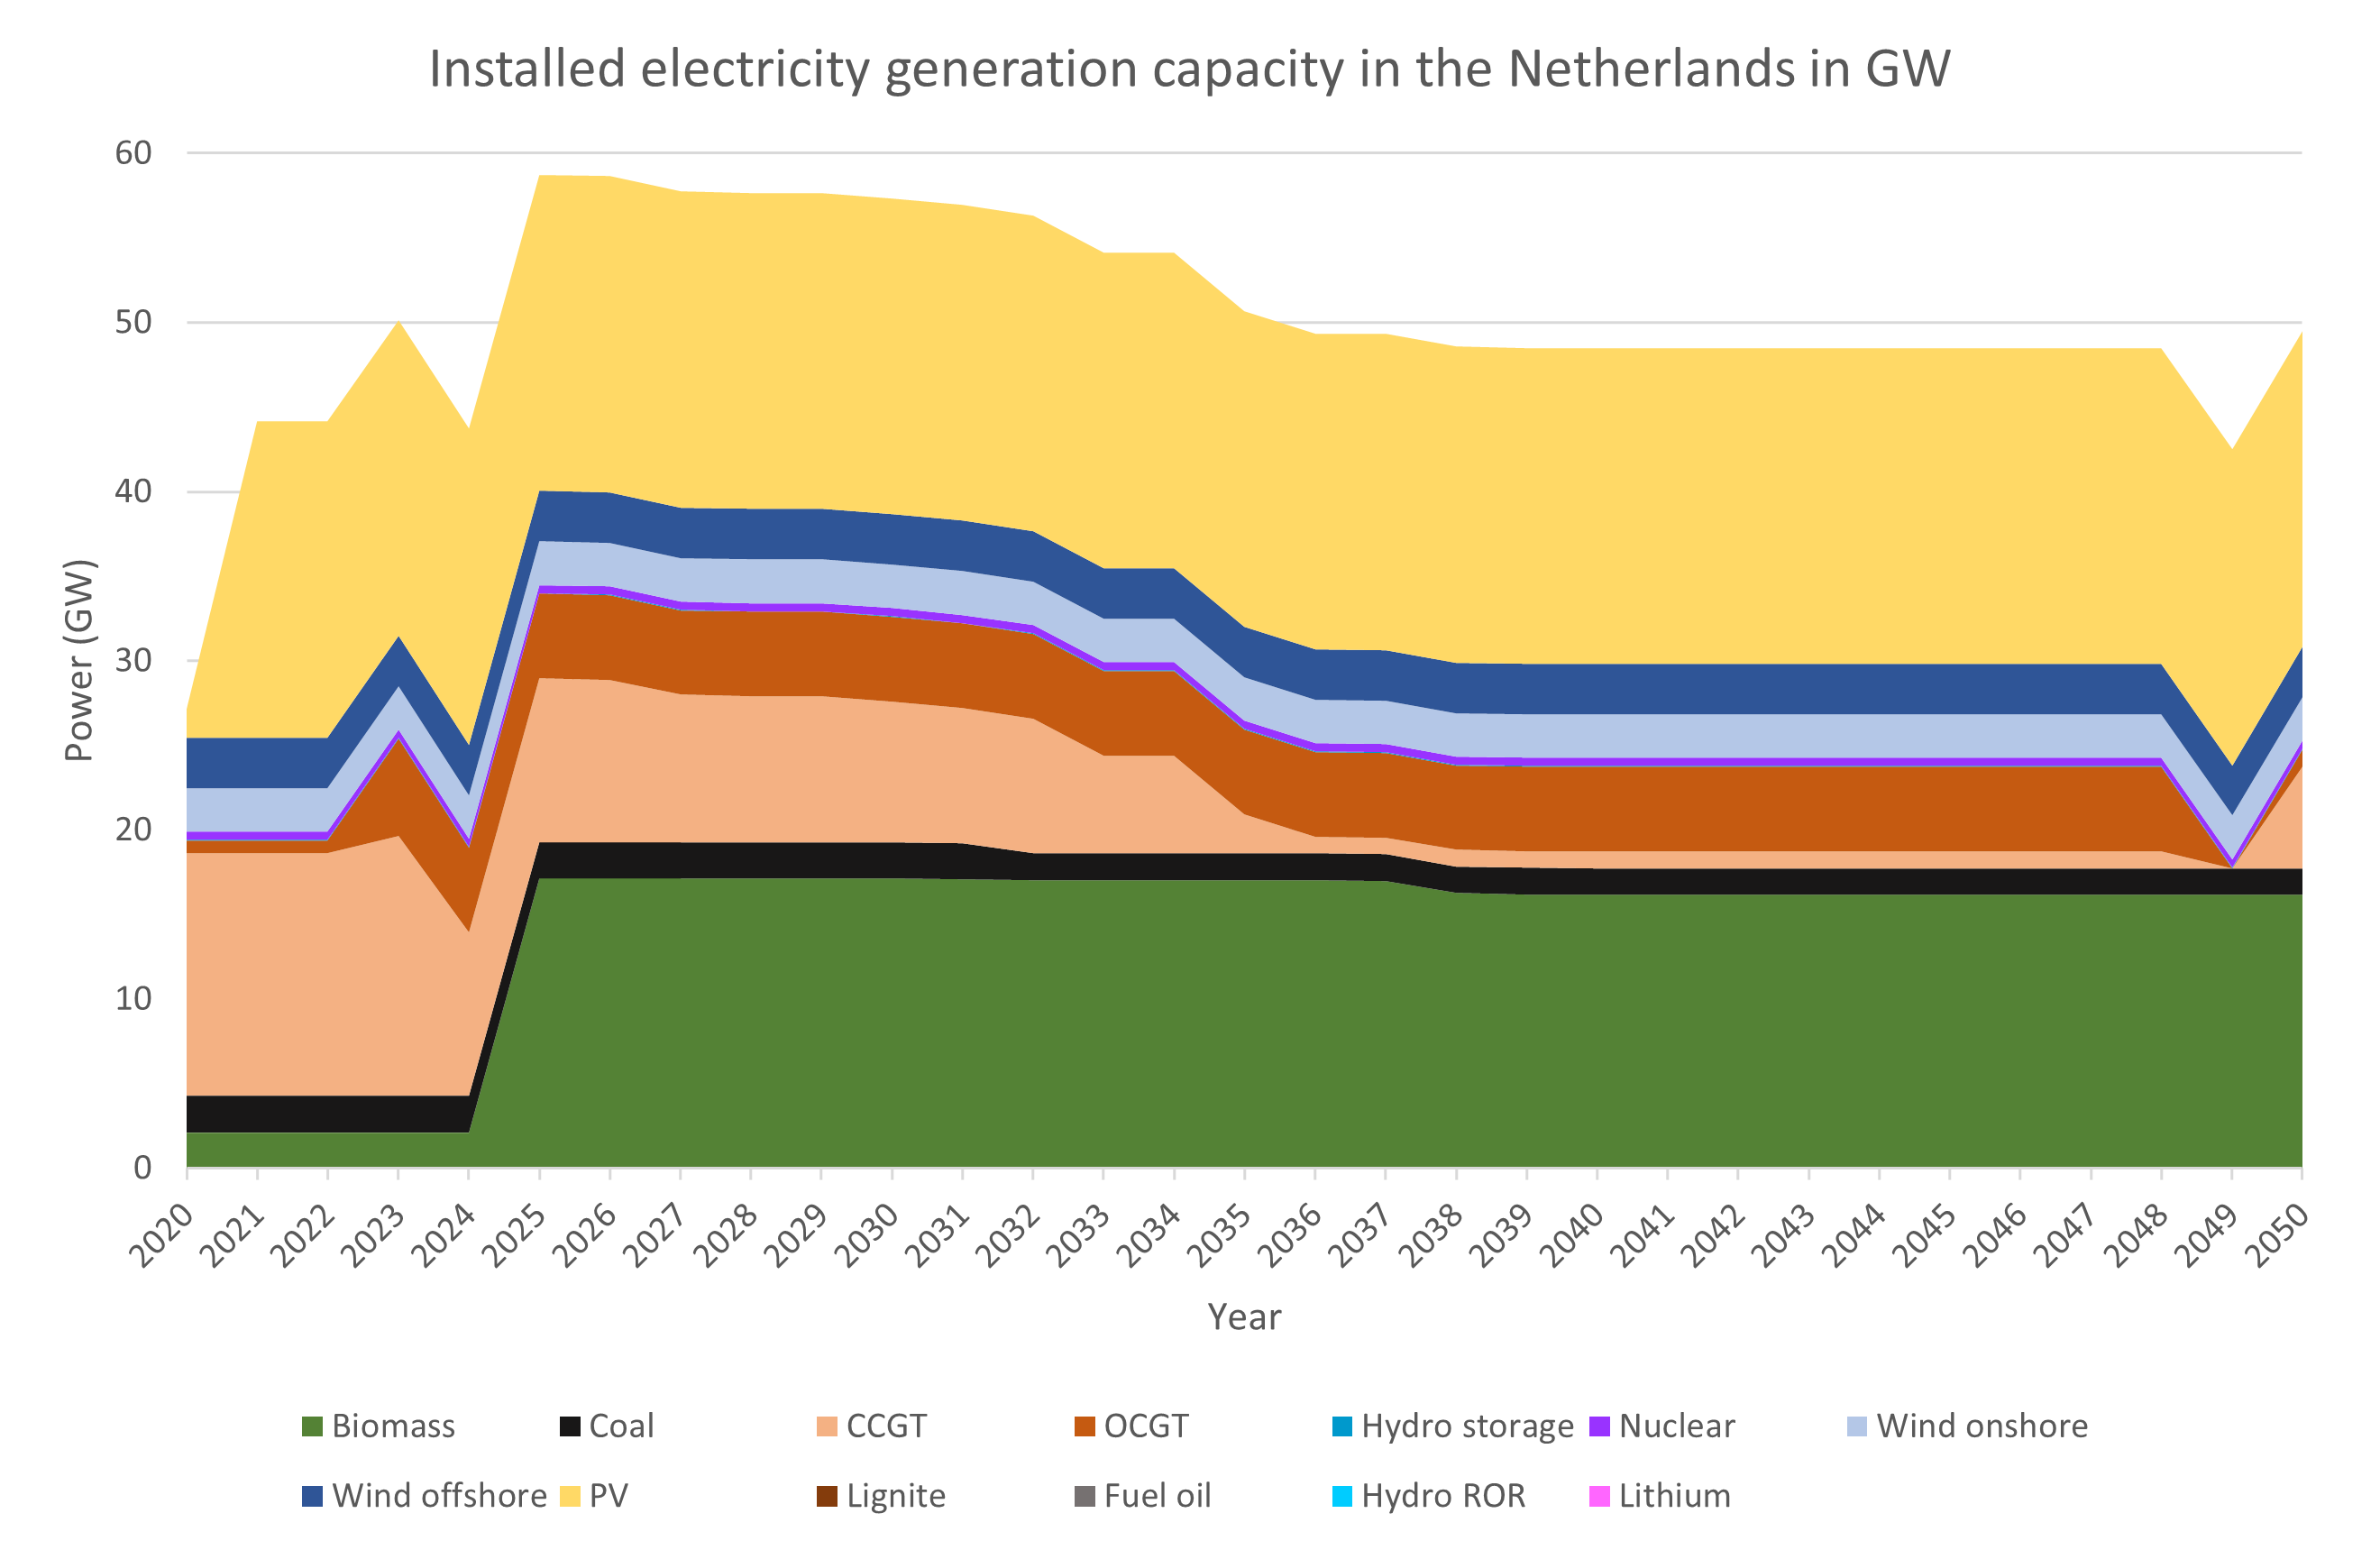 Installed electricity generation capacity in the Netherlands in GW
60
50
40
30
20
10
0
Power (GW)
2020 2021 2022 2023 2024 2025 2026 2027 2028 2029 2030 2031 2032 2033 2034 2035 2036 2037 2038 2039 2040 2041 2042 2043 2044 2045 2046 2047 2048 2049 2050
Year
Biomass Coal CCGT OCGT Hydro storage Nuclear Wind onshore
Wind offshore PV Lignite Fuel oil Hydro ROR Lithium